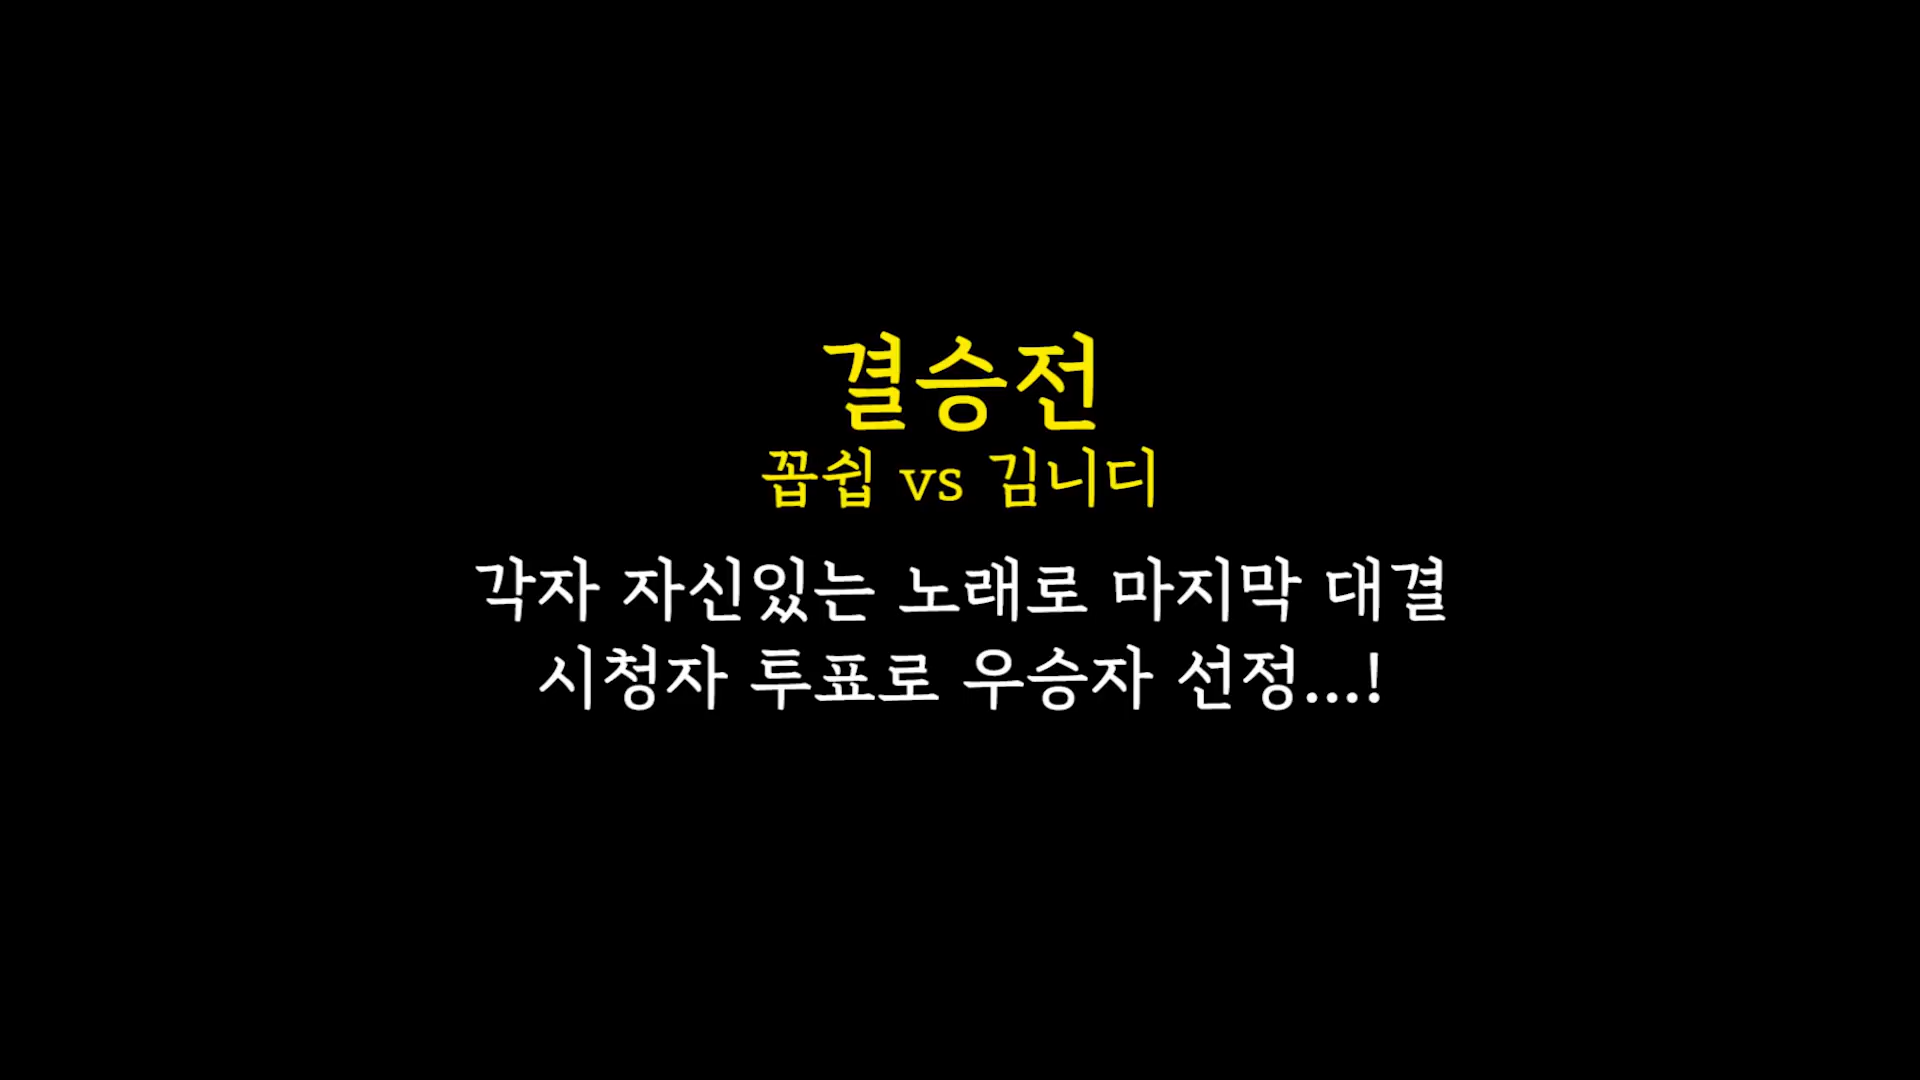 결승전
꼽쉽 vs 김니디
각자 자신있는 노래로 마지막 대결
시청자 투표로 우승자 선정...!